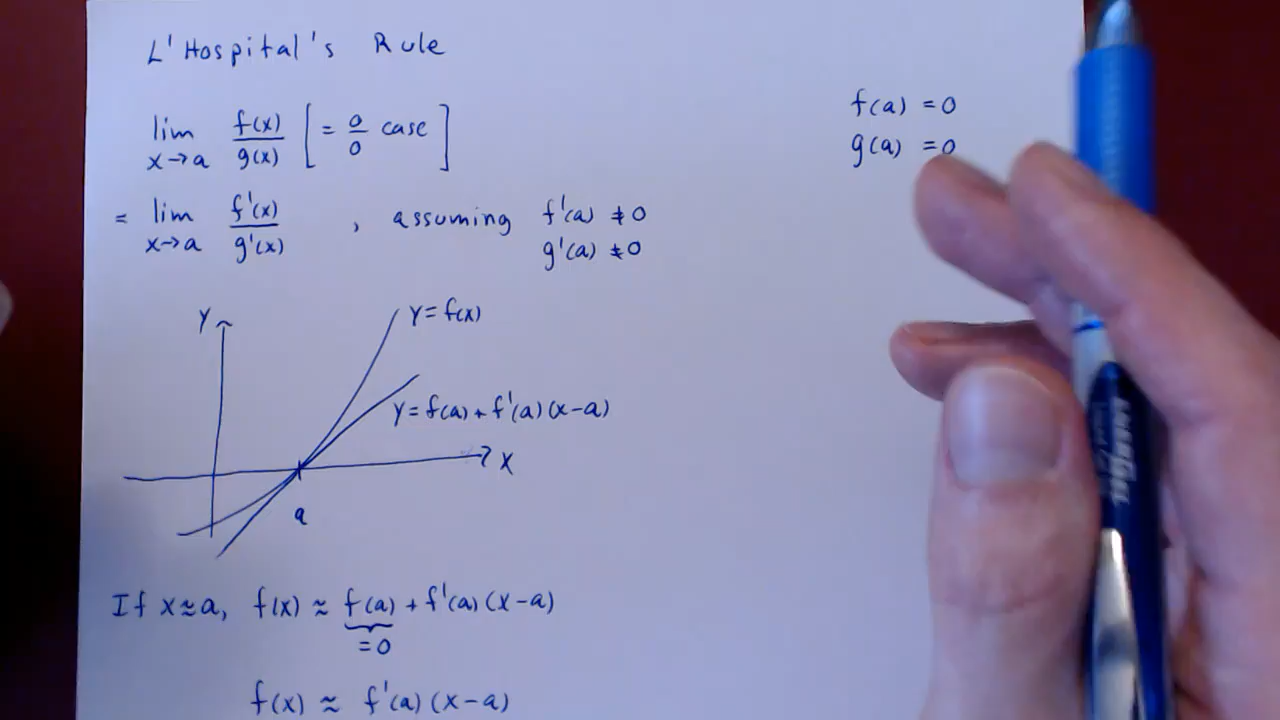 L'Hospital's Rule
lim x→a f(x)/g(x) [= 0/0 case]
= lim x→a f'(x)/g'(x) , assuming f'(a) ≠ 0
g'(a) ≠ 0
f(a) = 0
g(a) = 0
Y
y = f(x)
y = f(a) + f'(a)(x-a)
x
a
If x≈a, f(x) ≈ f(a) + f'(a)(x-a)
= 0
f(x) ≈ f'(a)(x-a)